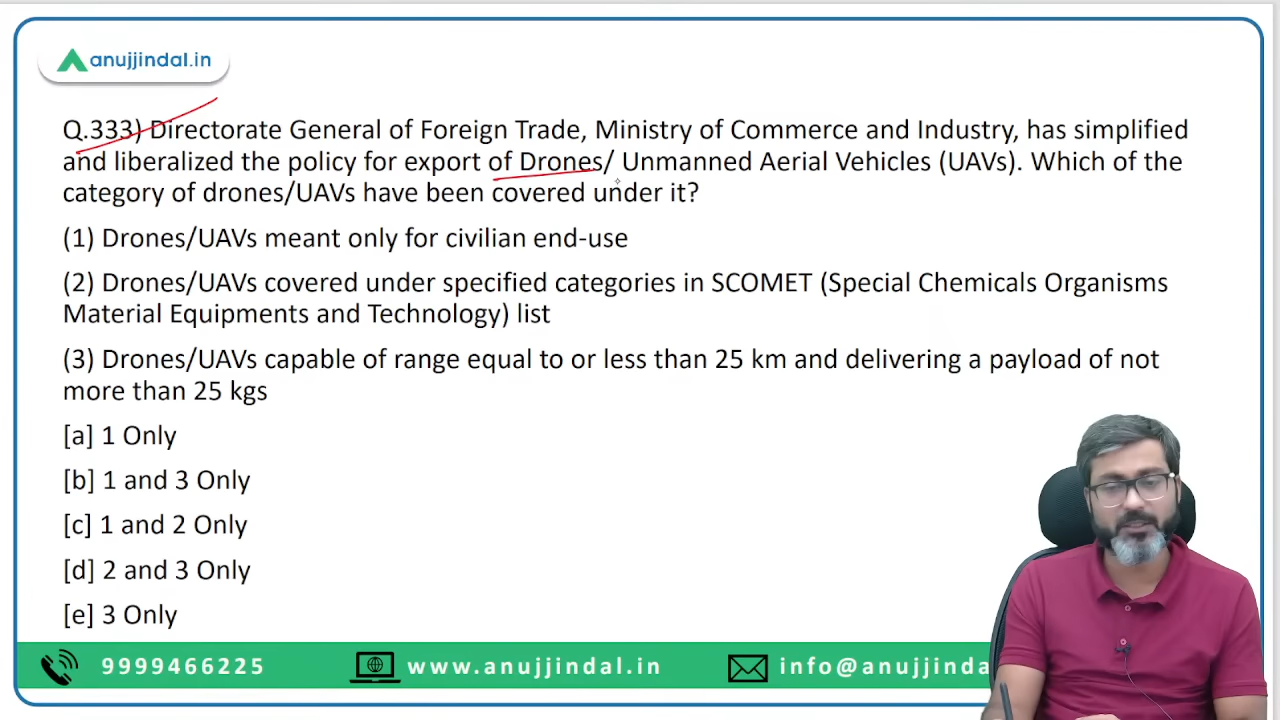 anujjindal.in
Q.333) Directorate General of Foreign Trade, Ministry of Commerce and Industry, has simplified
and liberalized the policy for export of Drones/ Unmanned Aerial Vehicles (UAVs). Which of the
category of drones/UAVs have been covered under it?
(1) Drones/UAVs meant only for civilian end-use
(2) Drones/UAVs covered under specified categories in SCOMET (Special Chemicals Organisms
Material Equipments and Technology) list
(3) Drones/UAVs capable of range equal to or less than 25 km and delivering a payload of not
more than 25 kgs
[a] 1 Only
[b] 1 and 3 Only
[c] 1 and 2 Only
[d] 2 and 3 Only
[e] 3 Only
9999466225 www.anujjindal.in info@anujjinda